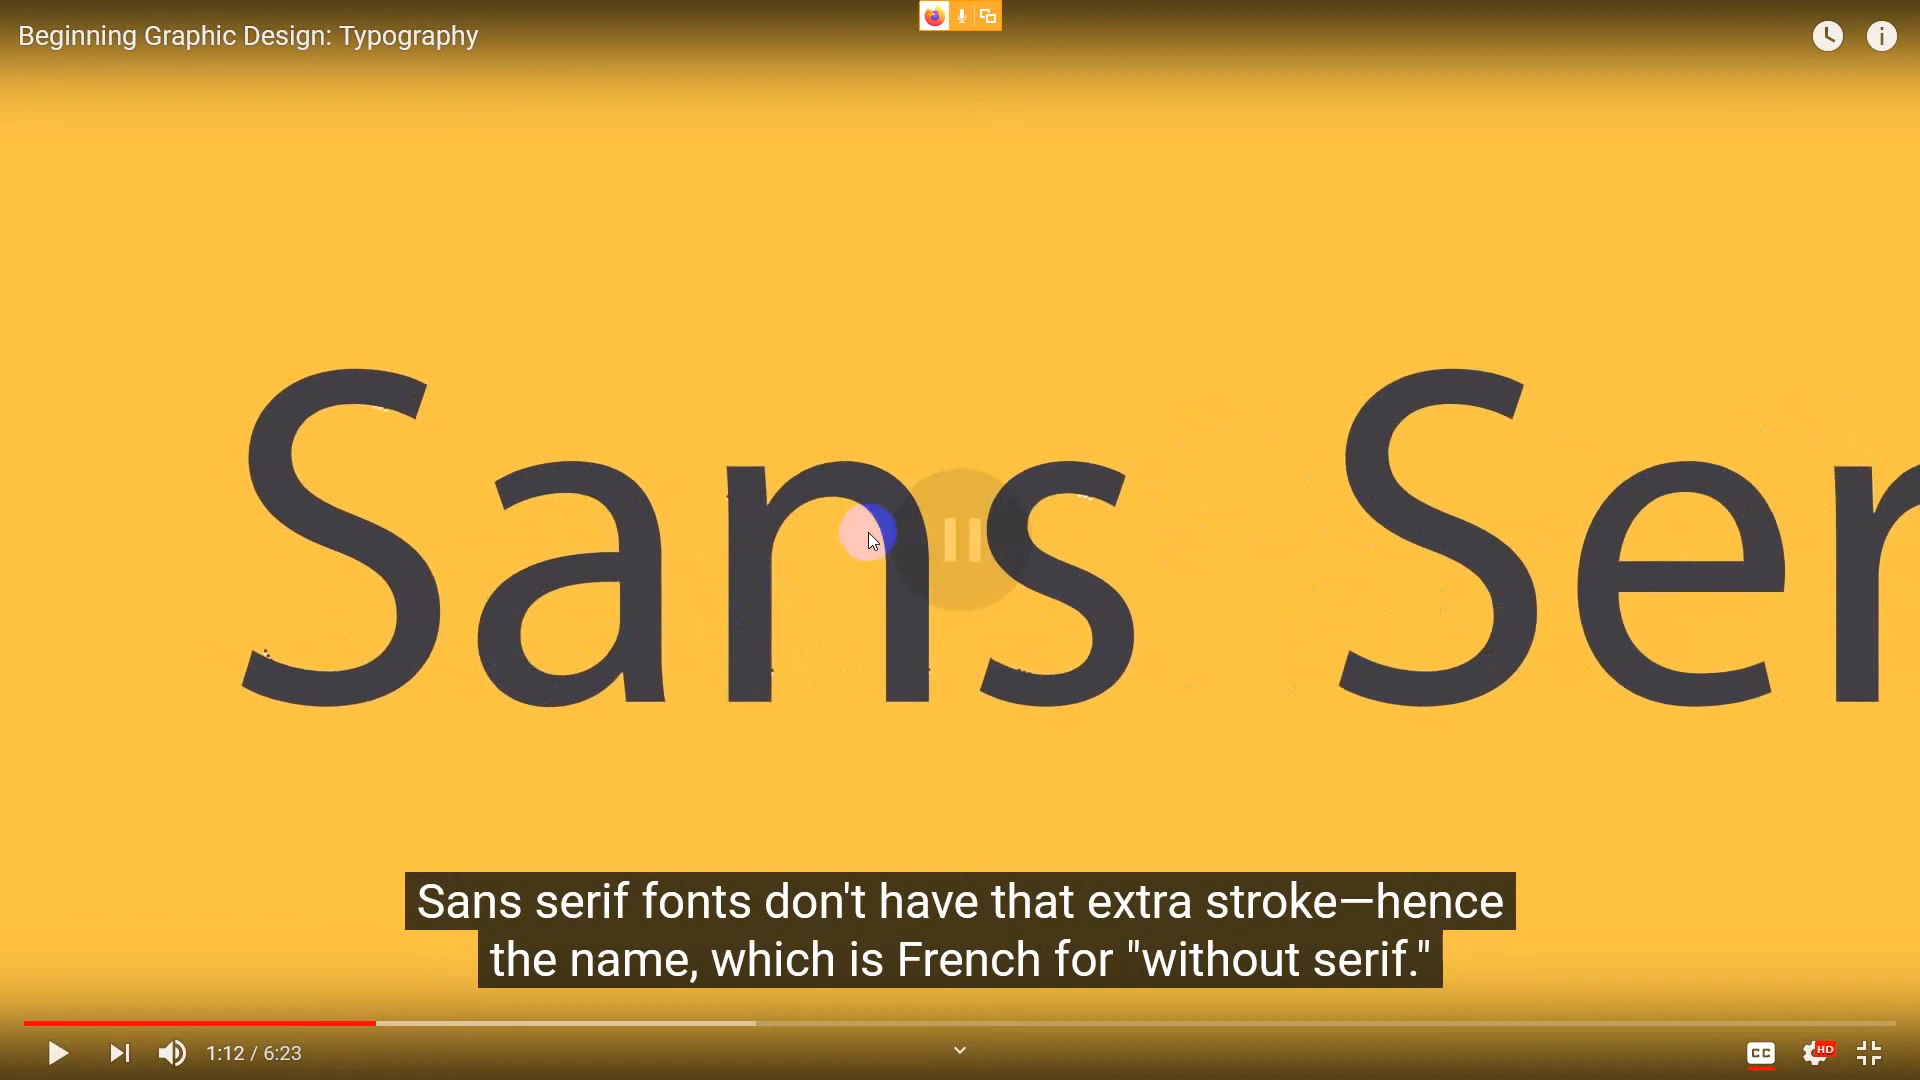 Beginning Graphic Design: Typography
Sans Ser
Sans serif fonts don't have that extra stroke—hence
the name, which is French for "without serif."
1:12 / 6:23
CC
HD